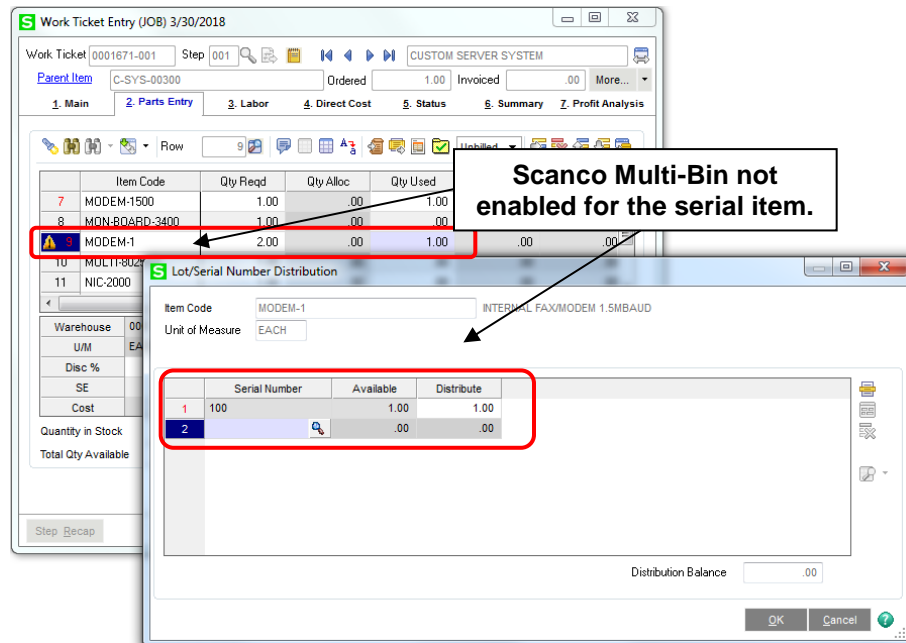 S Work Ticket Entry (JOB) 3/30/2018
Work Ticket 0001671-001 Step 001 CUSTOM SERVER SYSTEM
Parent Item C-SYS-00300 Ordered 1.00 Invoiced .00 More...
1. Main 2. Parts Entry 3. Labor 4. Direct Cost 5. Status 6. Summary 7. Profit Analysis
Row 9 Unbilled
Scanco Multi-Bin not
enabled for the serial item.
Item Code Qty Reqd Qty Alloc Qty Used
7 MODEM-1500 1.00 .00 1.00
8 MON-BOARD-3400 1.00 .00 .00
9 MODEM-1 2.00 .00 1.00 .00 .00
10 MULTI-8029
11 NIC-2000
Warehouse 00
U/M EA
Disc %
SE
Cost
Quantity in Stock
Total Qty Available
Step Recap
S Lot/Serial Number Distribution
Item Code MODEM-1 INTERNAL FAX/MODEM 1.5MBAUD
Unit of Measure EACH
Serial Number Available Distribute
1 100 1.00 1.00
2 .00 .00
Distribution Balance .00
OK Cancel